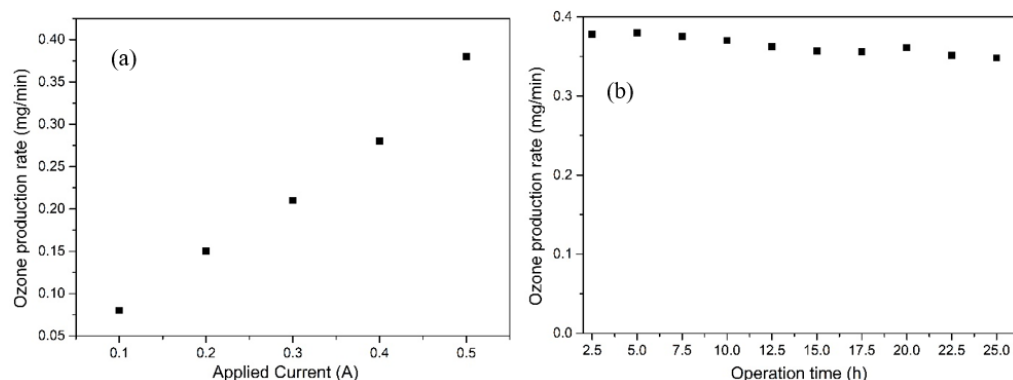 (a)
Ozone production rate (mg/min)
0.40
0.35
0.30
0.25
0.20
0.15
0.10
0.05
0.1 0.2 0.3 0.4 0.5
Applied Current (A)
(b)
Ozone production rate (mg/min)
0.4
0.3
0.2
0.1
0.0
2.5 5.0 7.5 10.0 12.5 15.0 17.5 20.0 22.5 25.0
Operation time (h)